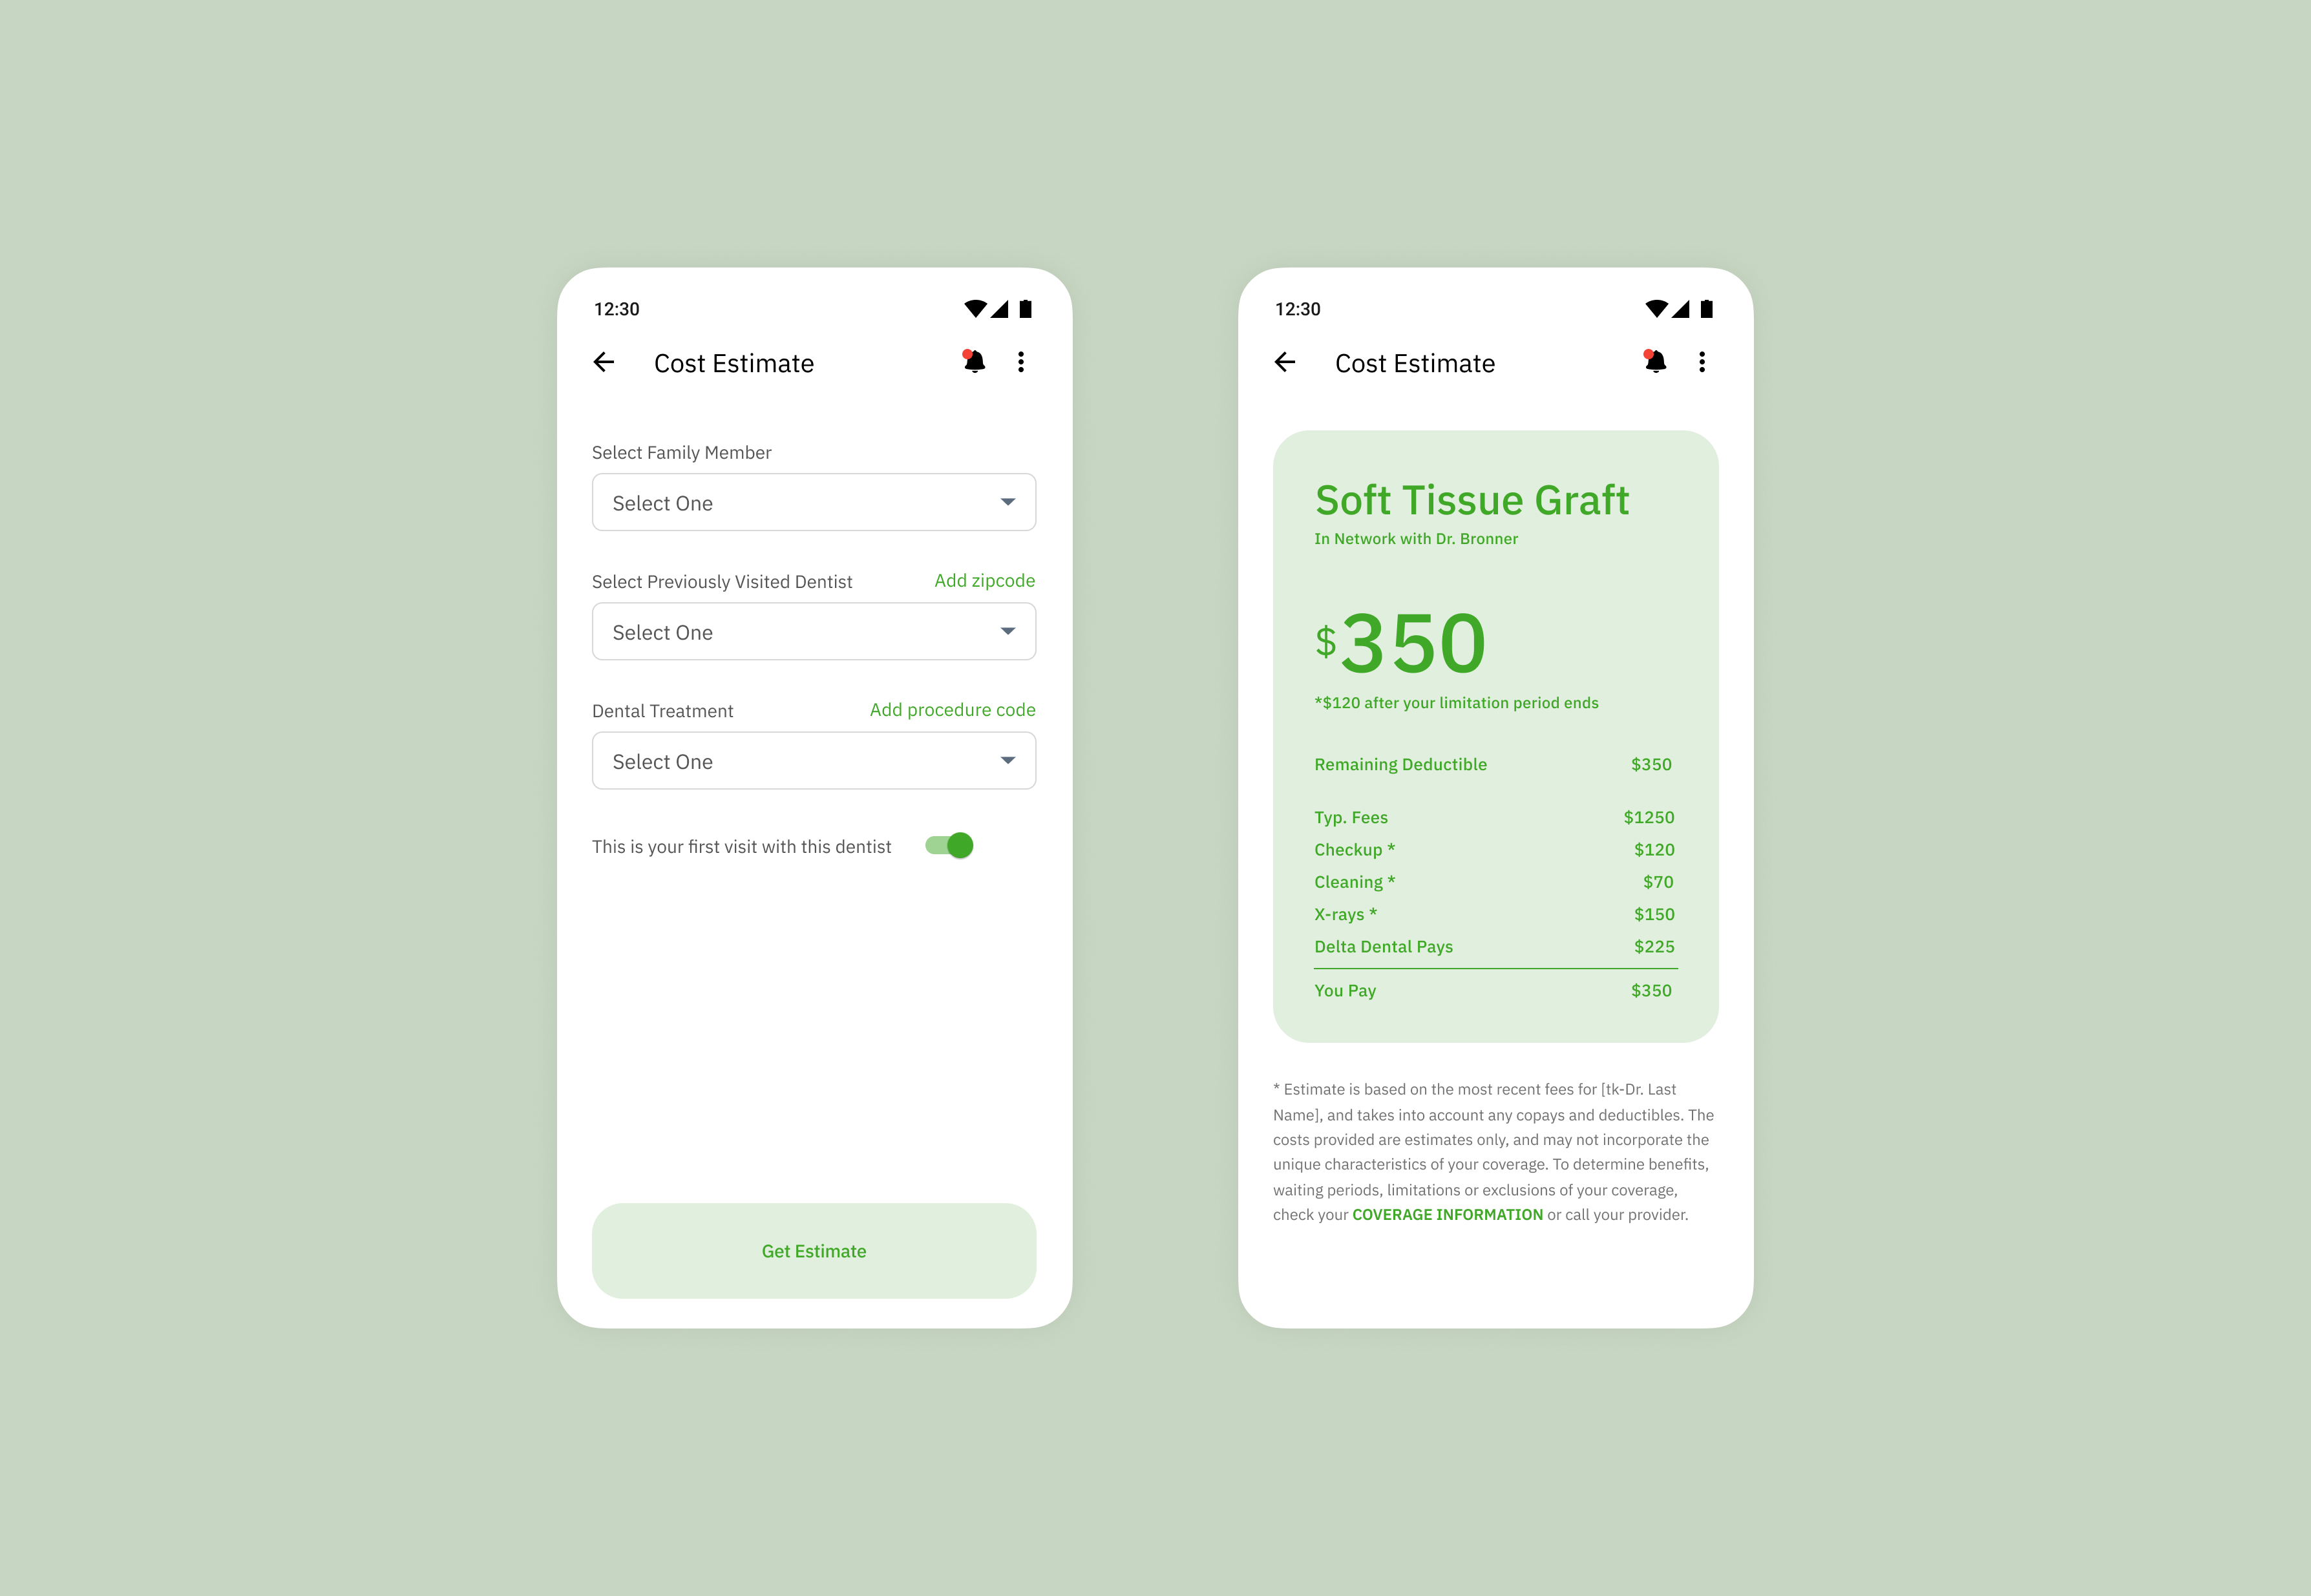 12:30
Cost Estimate
Select Family Member
Select One
Select Previously Visited Dentist Add zipcode
Select One
Dental Treatment Add procedure code
Select One
This is your first visit with this dentist
Get Estimate
12:30
Cost Estimate
Soft Tissue Graft
In Network with Dr. Bronner
$350
*$120 after your limitation period ends
Remaining Deductible $350
Typ. Fees $1250
Checkup * $120
Cleaning * $70
X-rays * $150
Delta Dental Pays $225
You Pay $350
* Estimate is based on the most recent fees for [tk-Dr. Last
Name], and takes into account any copays and deductibles. The
costs provided are estimates only, and may not incorporate the
unique characteristics of your coverage. To determine benefits,
waiting periods, limitations or exclusions of your coverage,
check your COVERAGE INFORMATION or call your provider.